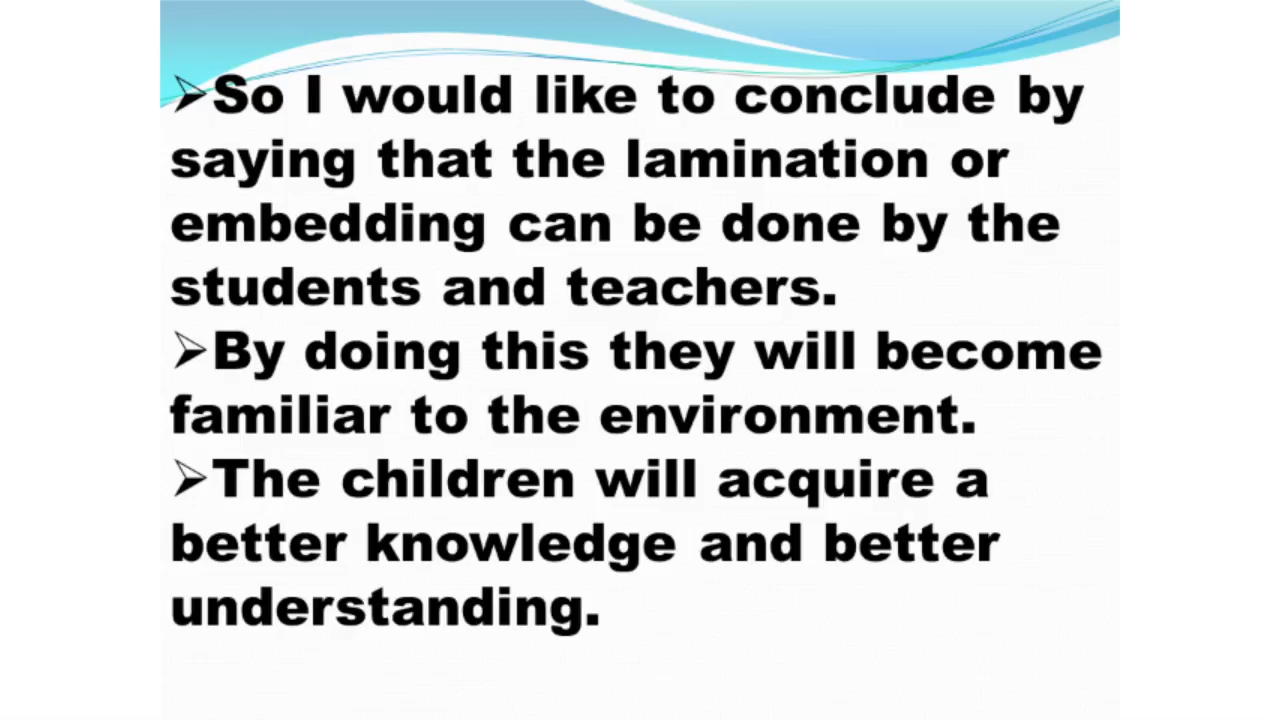 ➢So I would like to conclude by
saying that the lamination or
embedding can be done by the
students and teachers.
➢By doing this they will become
familiar to the environment.
➢The children will acquire a
better knowledge and better
understanding.